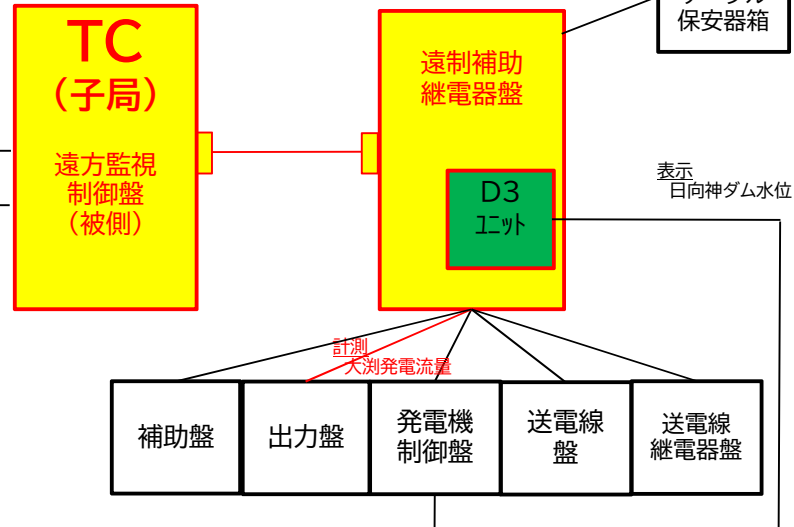 TC
（子局）
遠方監視
制御盤
（被側）
遠制補助
継電器盤
D3
ﾕﾆｯﾄ
保安器箱
表示
日向神ダム水位
計測
大渕発電流量
補助盤
出力盤
発電機
制御盤
送電線
盤
送電線
継電器盤